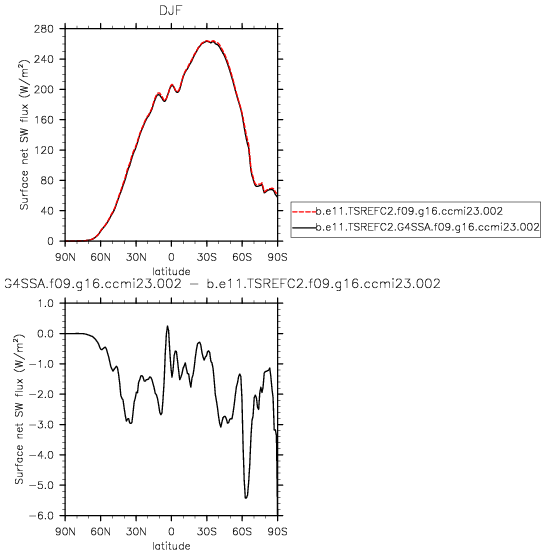 DJF
280
240
200
160
120
80
40
0
Surface net SW flux (W/m²)
90N 60N 30N 0 30S 60S 90S
latitude
b.e11.TSREFC2.f09.g16.ccmi23.002
b.e11.TSREFC2.G4SSA.f09.g16.ccmi23.002
G4SSA.f09.g16.ccmi23.002 − b.e11.TSREFC2.f09.g16.ccmi23.002
1.0
0.0
−1.0
−2.0
−3.0
−4.0
−5.0
−6.0
Surface net SW flux (W/m²)
90N 60N 30N 0 30S 60S 90S
latitude